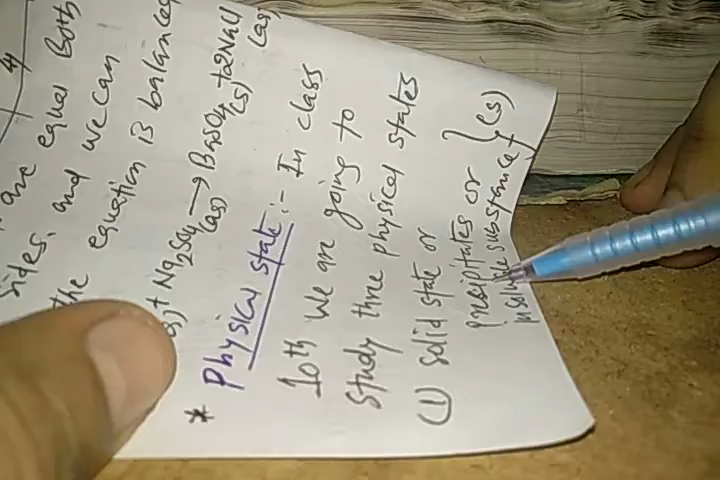 4
are equal Both
sides, and we can
the equation is balanced
+ Na2SO4 → BaSO4 + 2NaCl
(aq) (s) (aq)
* Physical state :- In class
10th We are going to
study three physical states
(1) solid state or
precipitates or } (s)
insoluble substance